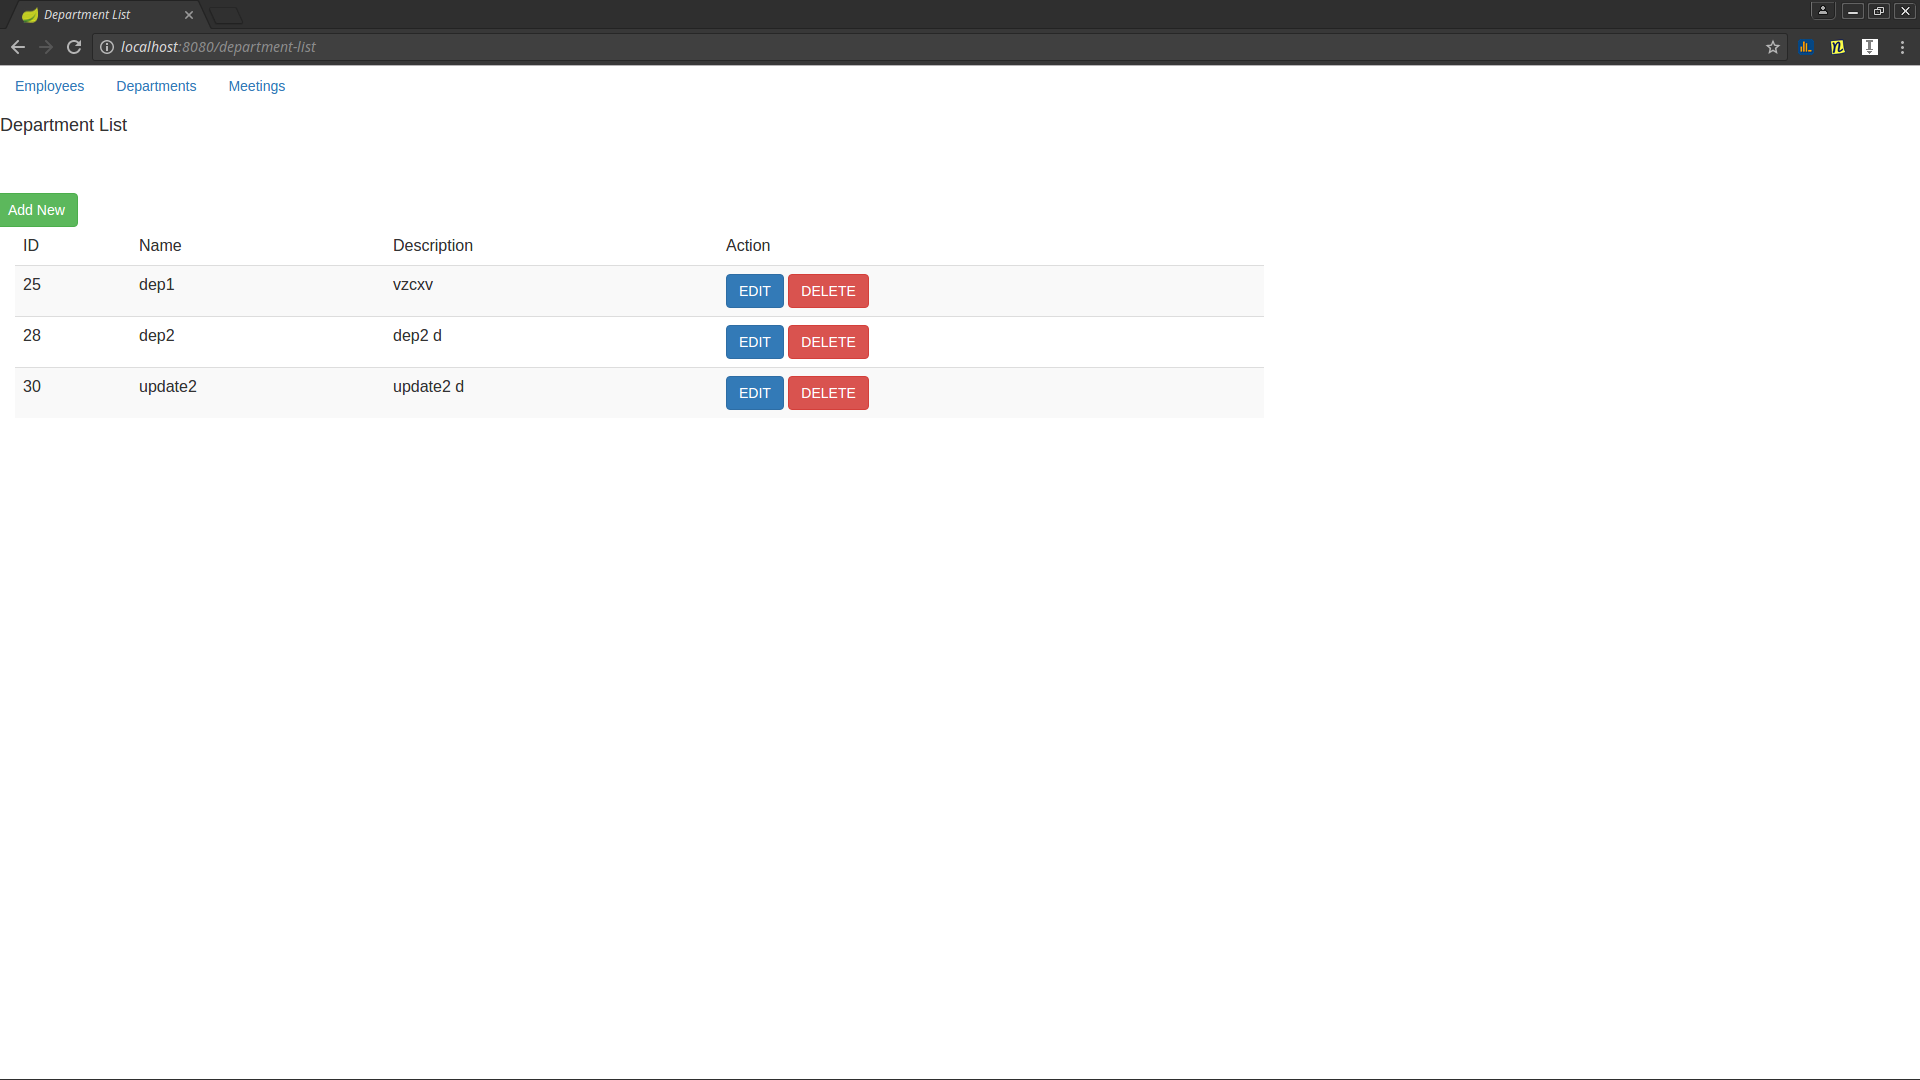 Department List
localhost:8080/department-list
Employees Departments Meetings
Department List
Add New
ID Name Description Action
25 dep1 vzcxv EDIT DELETE
28 dep2 dep2 d EDIT DELETE
30 update2 update2 d EDIT DELETE